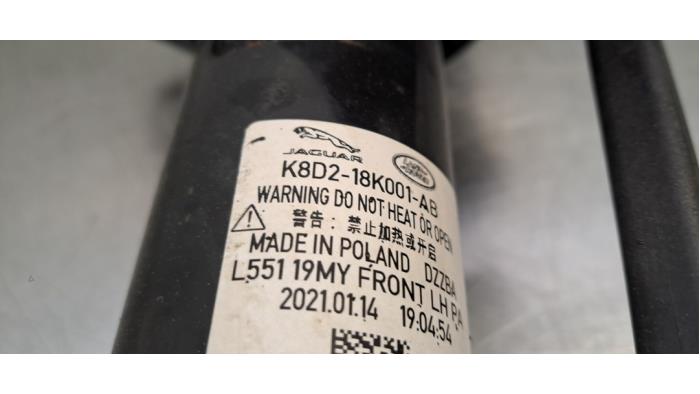 JAGUAR
K8D2-18K001-AB
WARNING DO NOT HEAT OR OPEN
警告：禁止加热或开启
MADE IN POLAND DZZBA
L551 19MY FRONT LH
2021.01.14 19:04:54